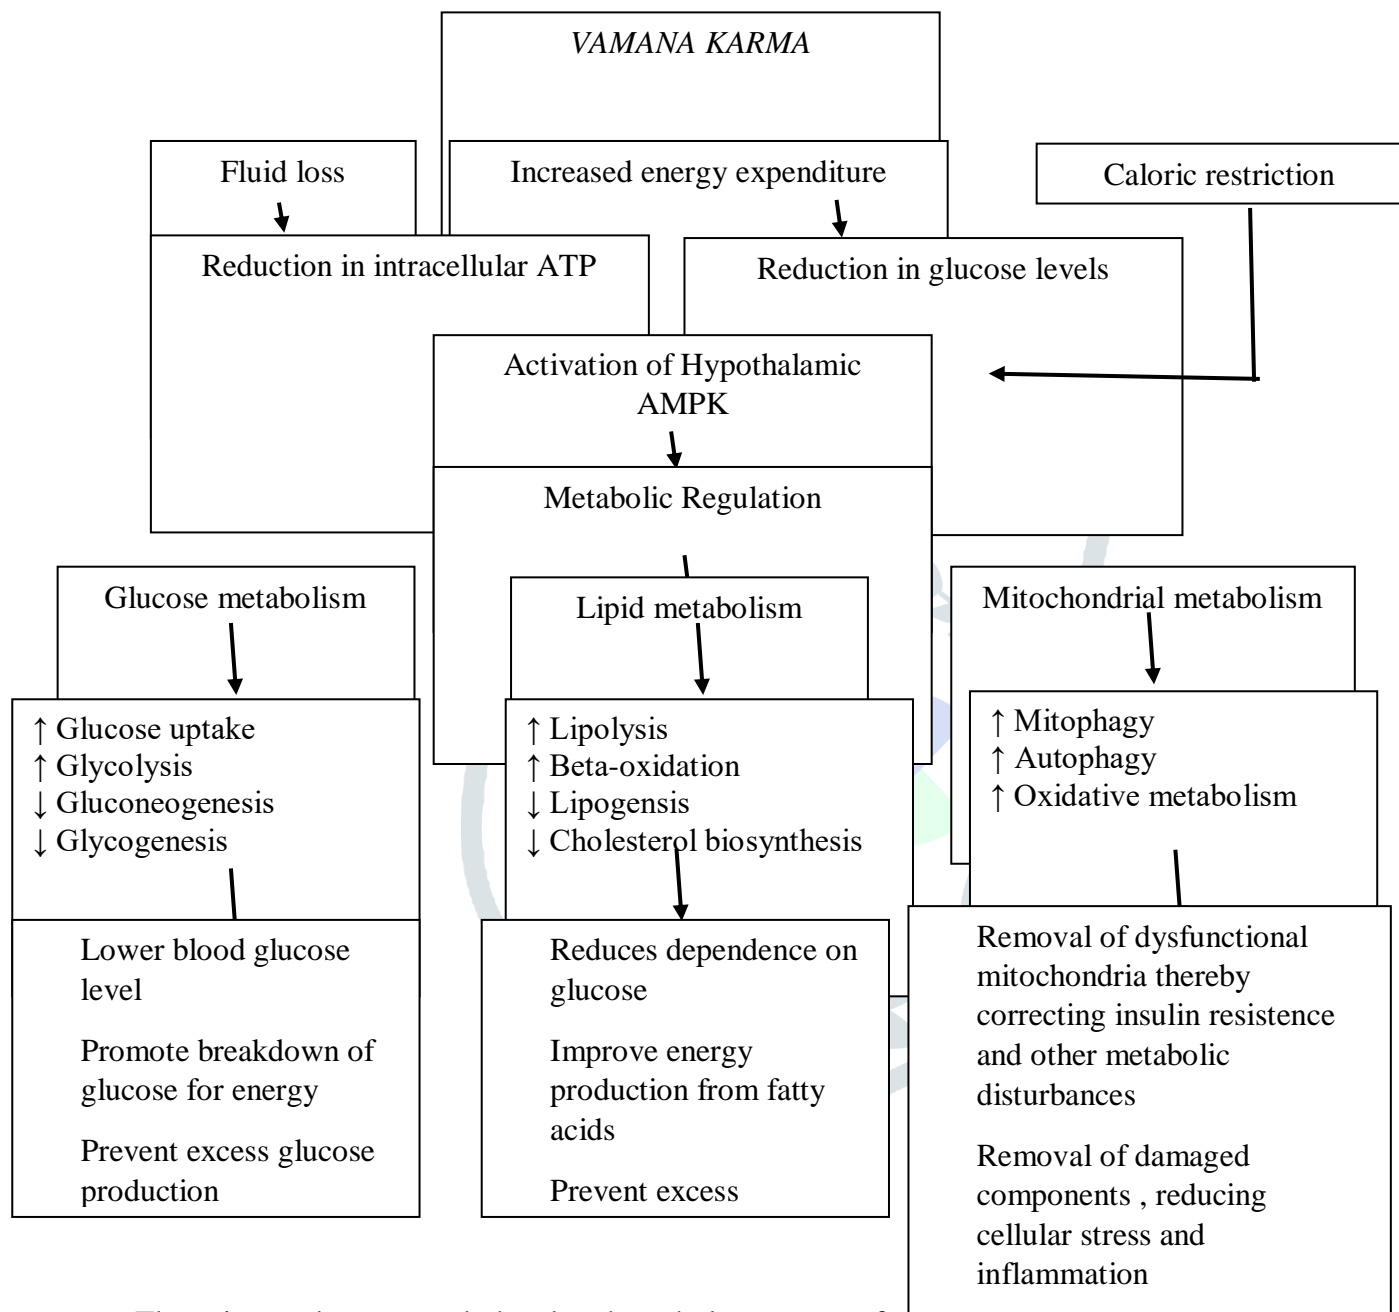 VAMANA KARMA
Fluid loss
Increased energy expenditure
Caloric restriction
Reduction in intracellular ATP
Reduction in glucose levels
Activation of Hypothalamic
AMPK
Metabolic Regulation
Glucose metabolism
Lipid metabolism
Mitochondrial metabolism
↑ Glucose uptake
↑ Glycolysis
↓ Gluconeogenesis
↓ Glycogenesis
↑ Lipolysis
↑ Beta-oxidation
↓ Lipogensis
↓ Cholesterol biosynthesis
↑ Mitophagy
↑ Autophagy
↑ Oxidative metabolism
Lower blood glucose
level
Promote breakdown of
glucose for energy
Prevent excess glucose
production
Reduces dependence on
glucose
Improve energy
production from fatty
acids
Prevent excess
Removal of dysfunctional
mitochondria thereby
correcting insulin resistence
and other metabolic
disturbances
Removal of damaged
components , reducing
cellular stress and
inflammation